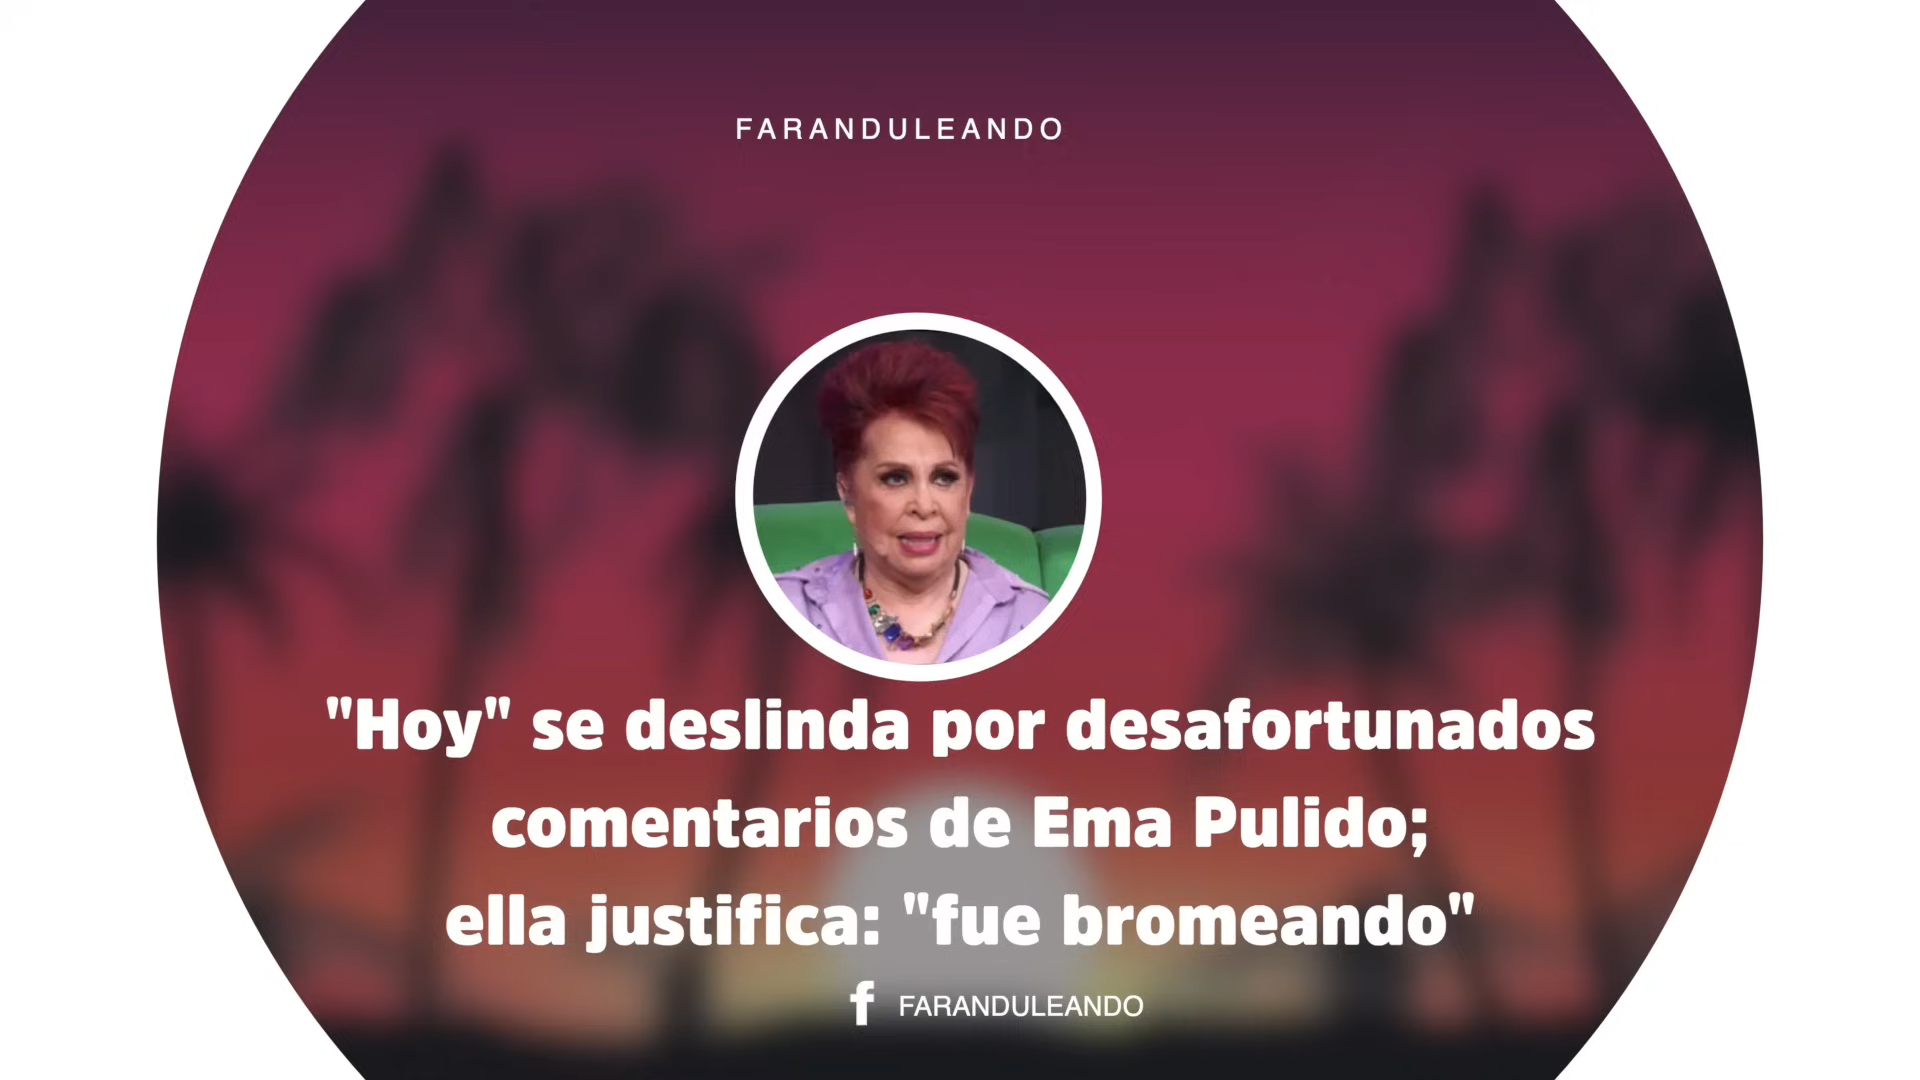 FARANDULEANDO
"Hoy" se deslinda por desafortunados
comentarios de Ema Pulido;
ella justifica: "fue bromeando"
f FARANDULEANDO